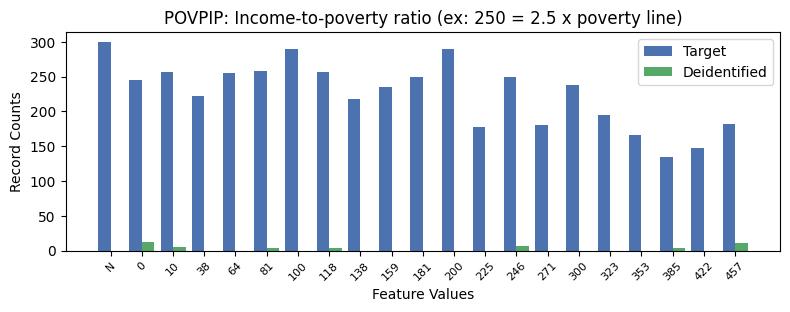 POVPIP: Income-to-poverty ratio (ex: 250 = 2.5 x poverty line)
Target
Deidentified
Record Counts
300
250
200
150
100
50
0
N 0 10 38 64 81 100 118 138 159 181 200 225 246 271 300 323 353 385 422 457
Feature Values